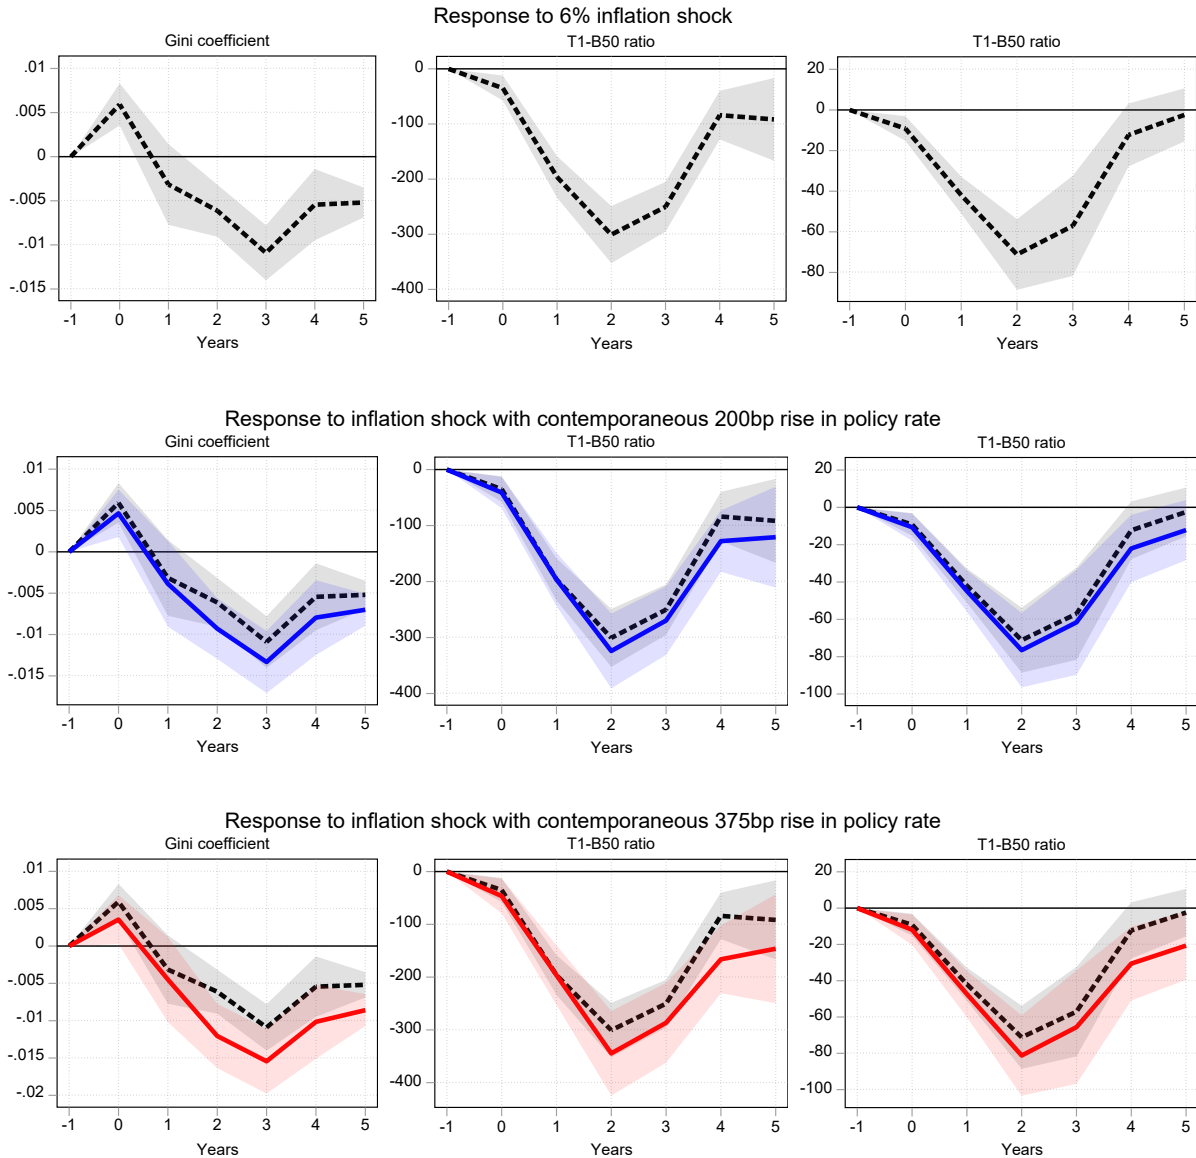 Response to 6% inflation shock
Gini coefficient
T1-B50 ratio
T1-B50 ratio
.01
.005
0
-.005
-.01
-.015
-1 0 1 2 3 4 5
Years
0
-100
-200
-300
-400
-1 0 1 2 3 4 5
Years
20
0
-20
-40
-60
-80
-1 0 1 2 3 4 5
Years
Response to inflation shock with contemporaneous 200bp rise in policy rate
Gini coefficient
T1-B50 ratio
T1-B50 ratio
.01
.005
0
-.005
-.01
-.015
-1 0 1 2 3 4 5
Years
0
-100
-200
-300
-400
-1 0 1 2 3 4 5
Years
20
0
-20
-40
-60
-80
-100
-1 0 1 2 3 4 5
Years
Response to inflation shock with contemporaneous 375bp rise in policy rate
Gini coefficient
T1-B50 ratio
T1-B50 ratio
.01
.005
0
-.005
-.01
-.015
-.02
-1 0 1 2 3 4 5
Years
0
-100
-200
-300
-400
-1 0 1 2 3 4 5
Years
20
0
-20
-40
-60
-80
-100
-1 0 1 2 3 4 5
Years